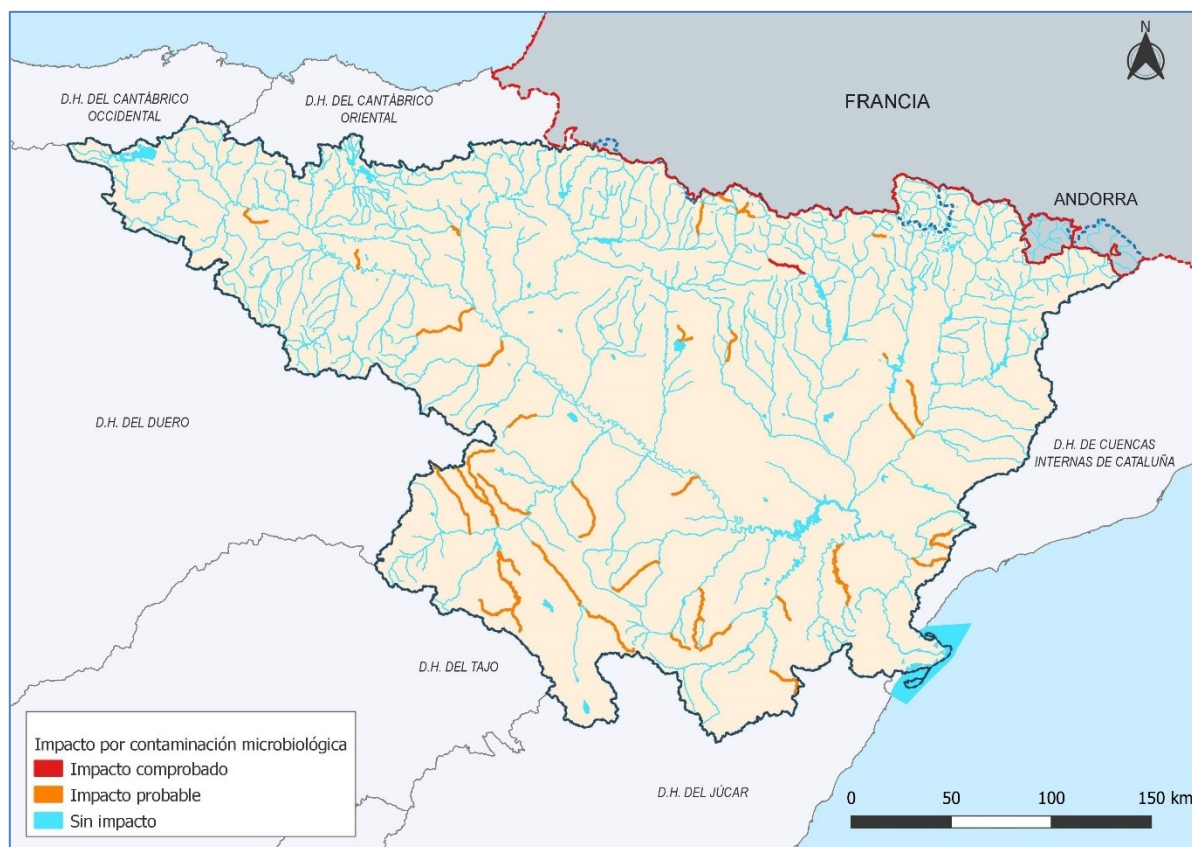 N
D.H. DEL CANTÁBRICO
OCCIDENTAL
D.H. DEL CANTÁBRICO
ORIENTAL
FRANCIA
ANDORRA
D.H. DEL DUERO
D.H. DE CUENCAS
INTERNAS DE CATALUÑA
D.H. DEL TAJO
D.H. DEL JÚCAR
Impacto por contaminación microbiológica
Impacto comprobado
Impacto probable
Sin impacto
0 50 100 150 km